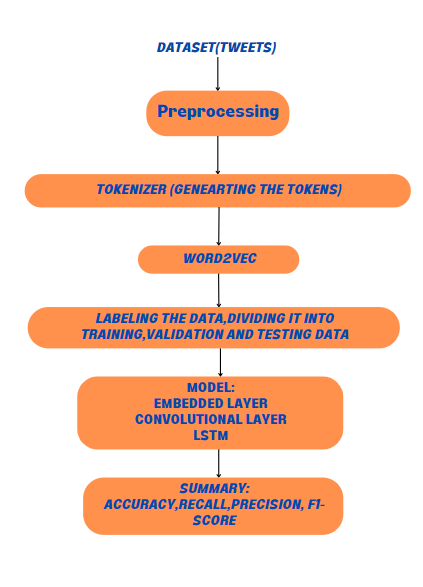 DATASET(TWEETS)
Preprocessing
TOKENIZER (GENEARTING THE TOKENS)
WORD2VEC
LABELING THE DATA,DIVIDING IT INTO
TRAINING,VALIDATION AND TESTING DATA
MODEL:
EMBEDDED LAYER
CONVOLUTIONAL LAYER
LSTM
SUMMARY:
ACCURACY,RECALL,PRECISION, F1-
SCORE